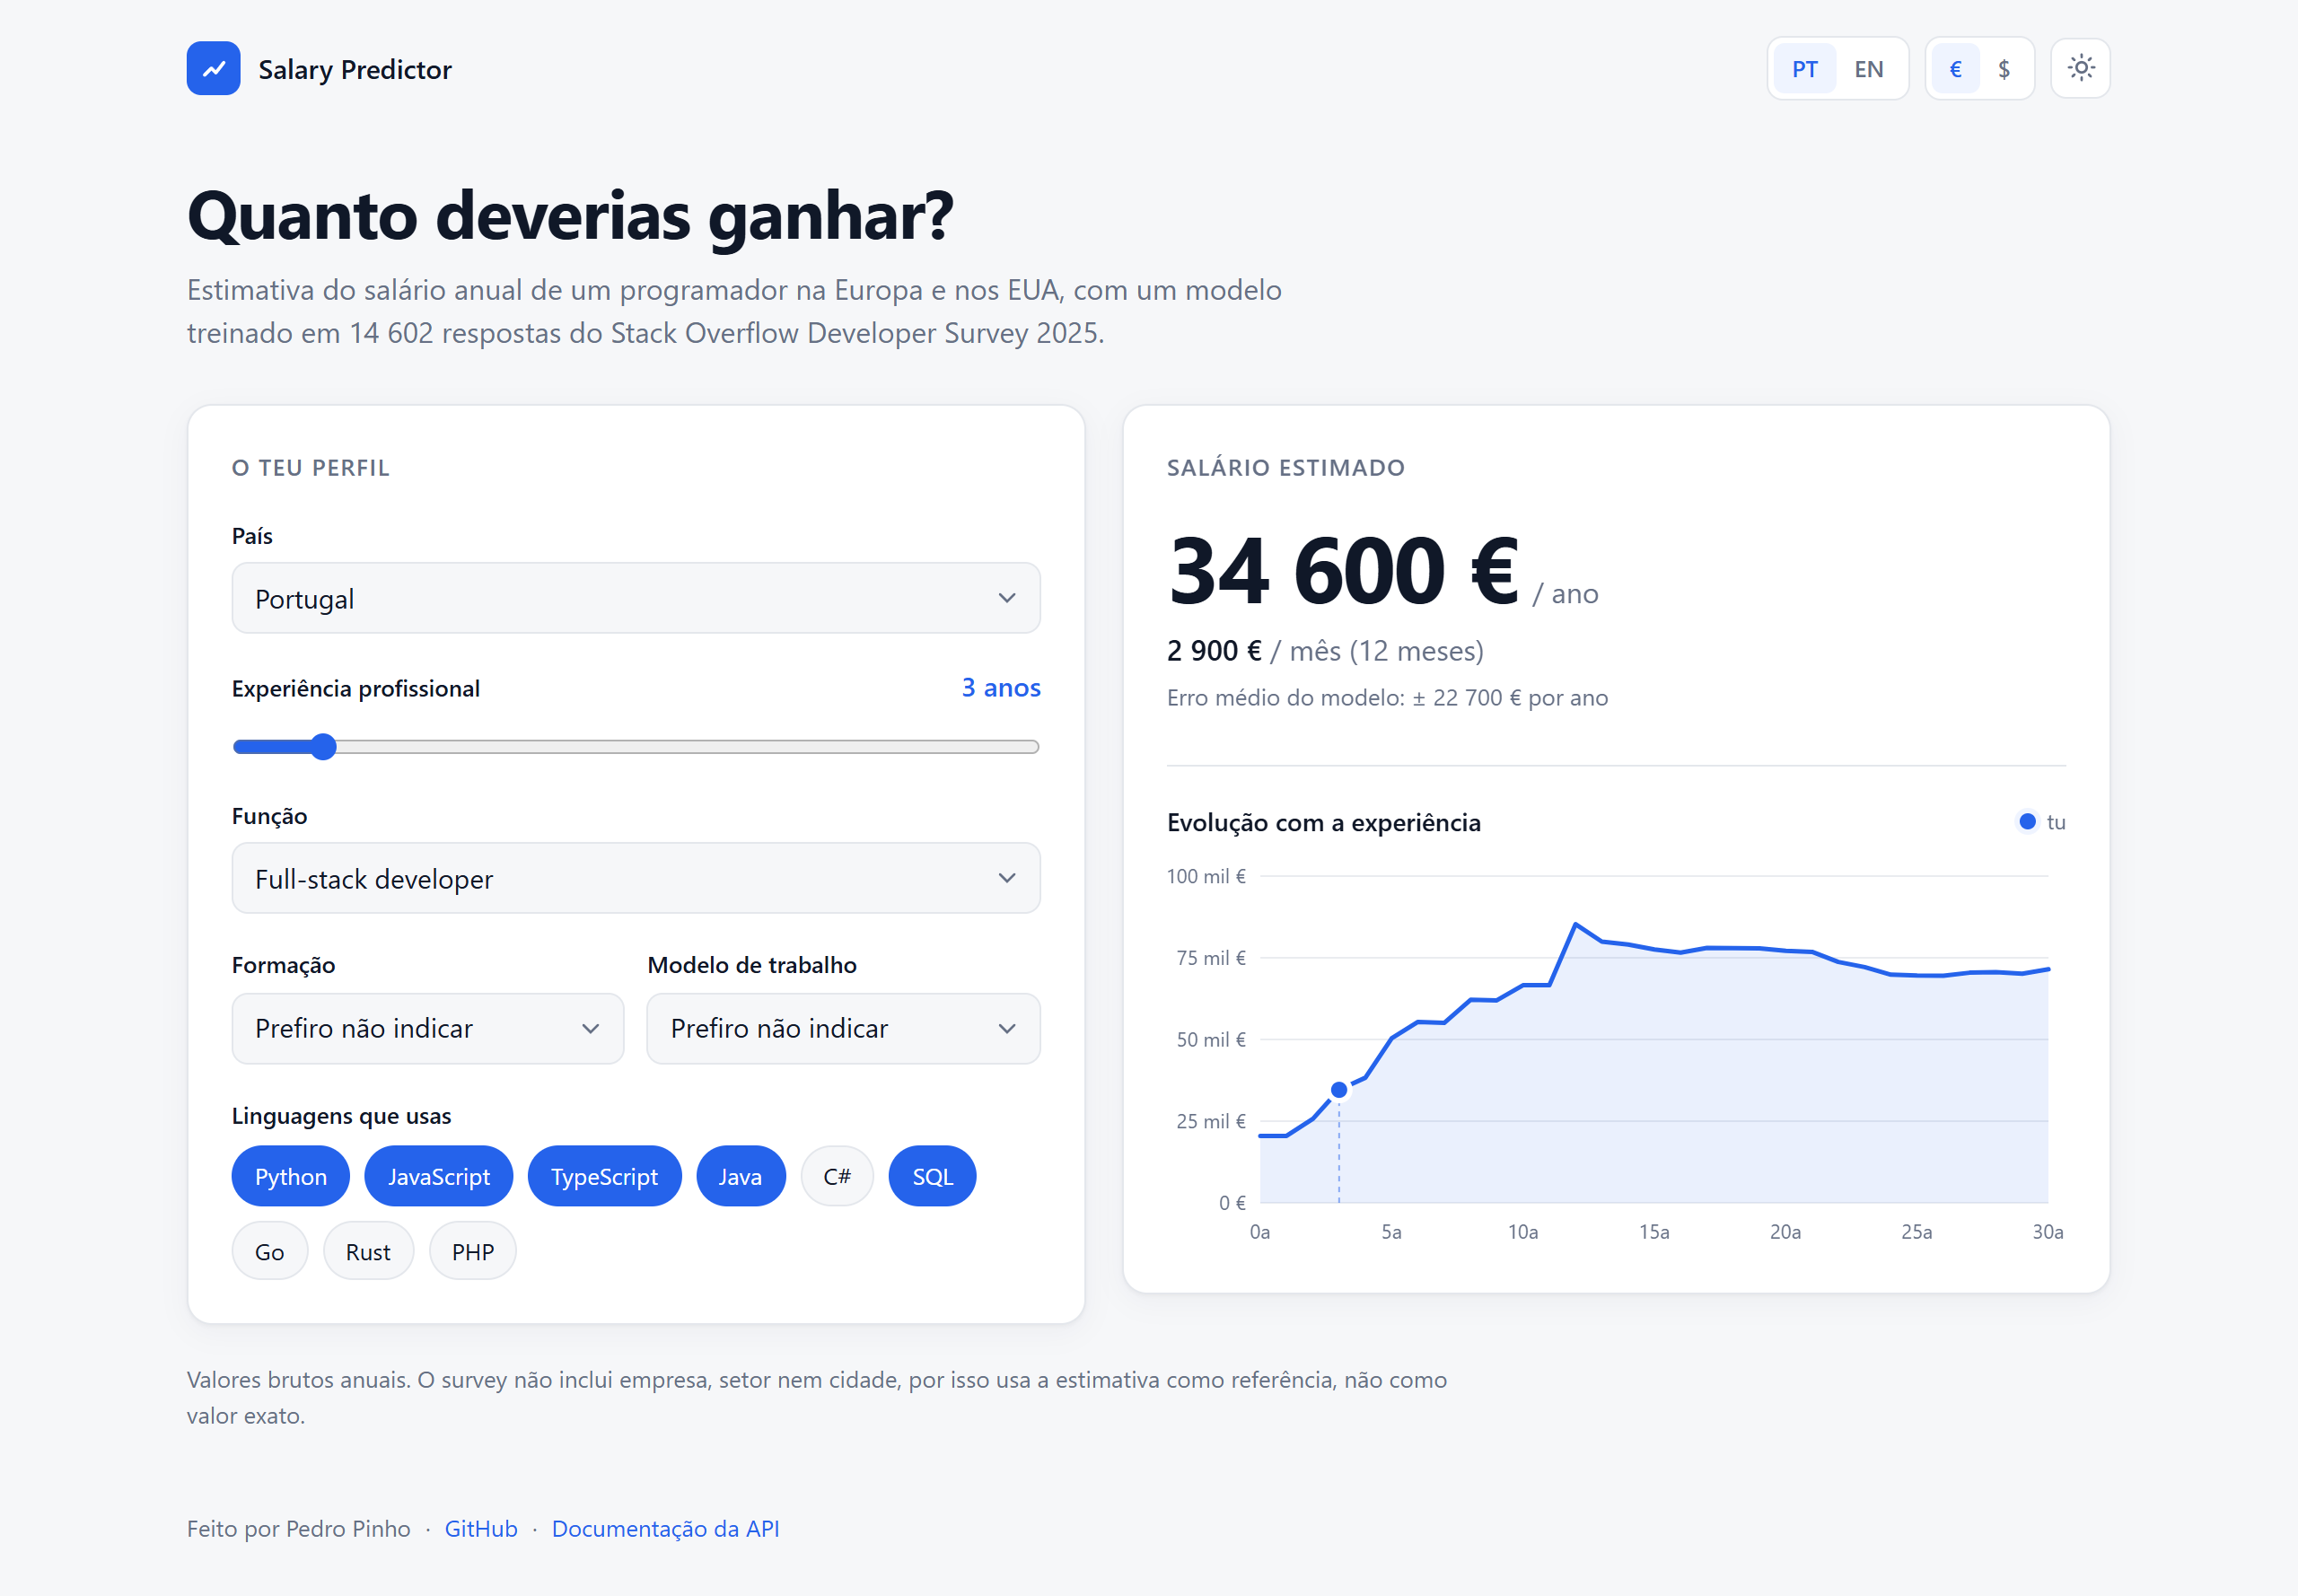 Salary Predictor
PT EN € $
Quanto deverias ganhar?
Estimativa do salário anual de um programador na Europa e nos EUA, com um modelo
treinado em 14 602 respostas do Stack Overflow Developer Survey 2025.
O TEU PERFIL
País
Portugal
Experiência profissional 3 anos
Função
Full-stack developer
Formação Modelo de trabalho
Prefiro não indicar Prefiro não indicar
Linguagens que usas
Python JavaScript TypeScript Java C# SQL
Go Rust PHP
SALÁRIO ESTIMADO
34 600 € / ano
2 900 € / mês (12 meses)
Erro médio do modelo: ± 22 700 € por ano
Evolução com a experiência tu
100 mil €
75 mil €
50 mil €
25 mil €
0 €
0a 5a 10a 15a 20a 25a 30a
Valores brutos anuais. O survey não inclui empresa, setor nem cidade, por isso usa a estimativa como referência, não como
valor exato.
Feito por Pedro Pinho · GitHub · Documentação da API